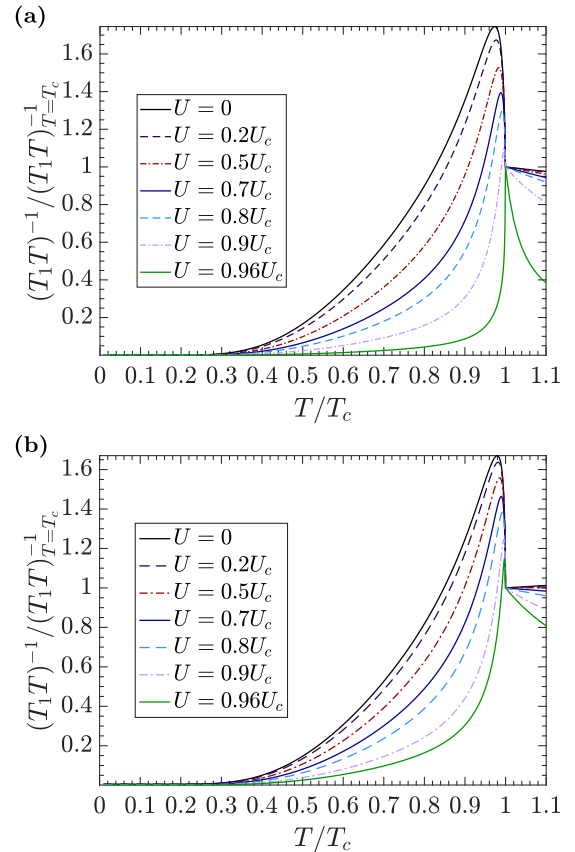 (a)
(T₁T)⁻¹/(T₁T)⁻¹_{T=T_c}
1.6
1.4
1.2
1
0.8
0.6
0.4
0.2
U = 0
U = 0.2U_c
U = 0.5U_c
U = 0.7U_c
U = 0.8U_c
U = 0.9U_c
U = 0.96U_c
0 0.1 0.2 0.3 0.4 0.5 0.6 0.7 0.8 0.9 1 1.1
T/T_c
(b)
(T₁T)⁻¹/(T₁T)⁻¹_{T=T_c}
1.6
1.4
1.2
1
0.8
0.6
0.4
0.2
U = 0
U = 0.2U_c
U = 0.5U_c
U = 0.7U_c
U = 0.8U_c
U = 0.9U_c
U = 0.96U_c
0 0.1 0.2 0.3 0.4 0.5 0.6 0.7 0.8 0.9 1 1.1
T/T_c